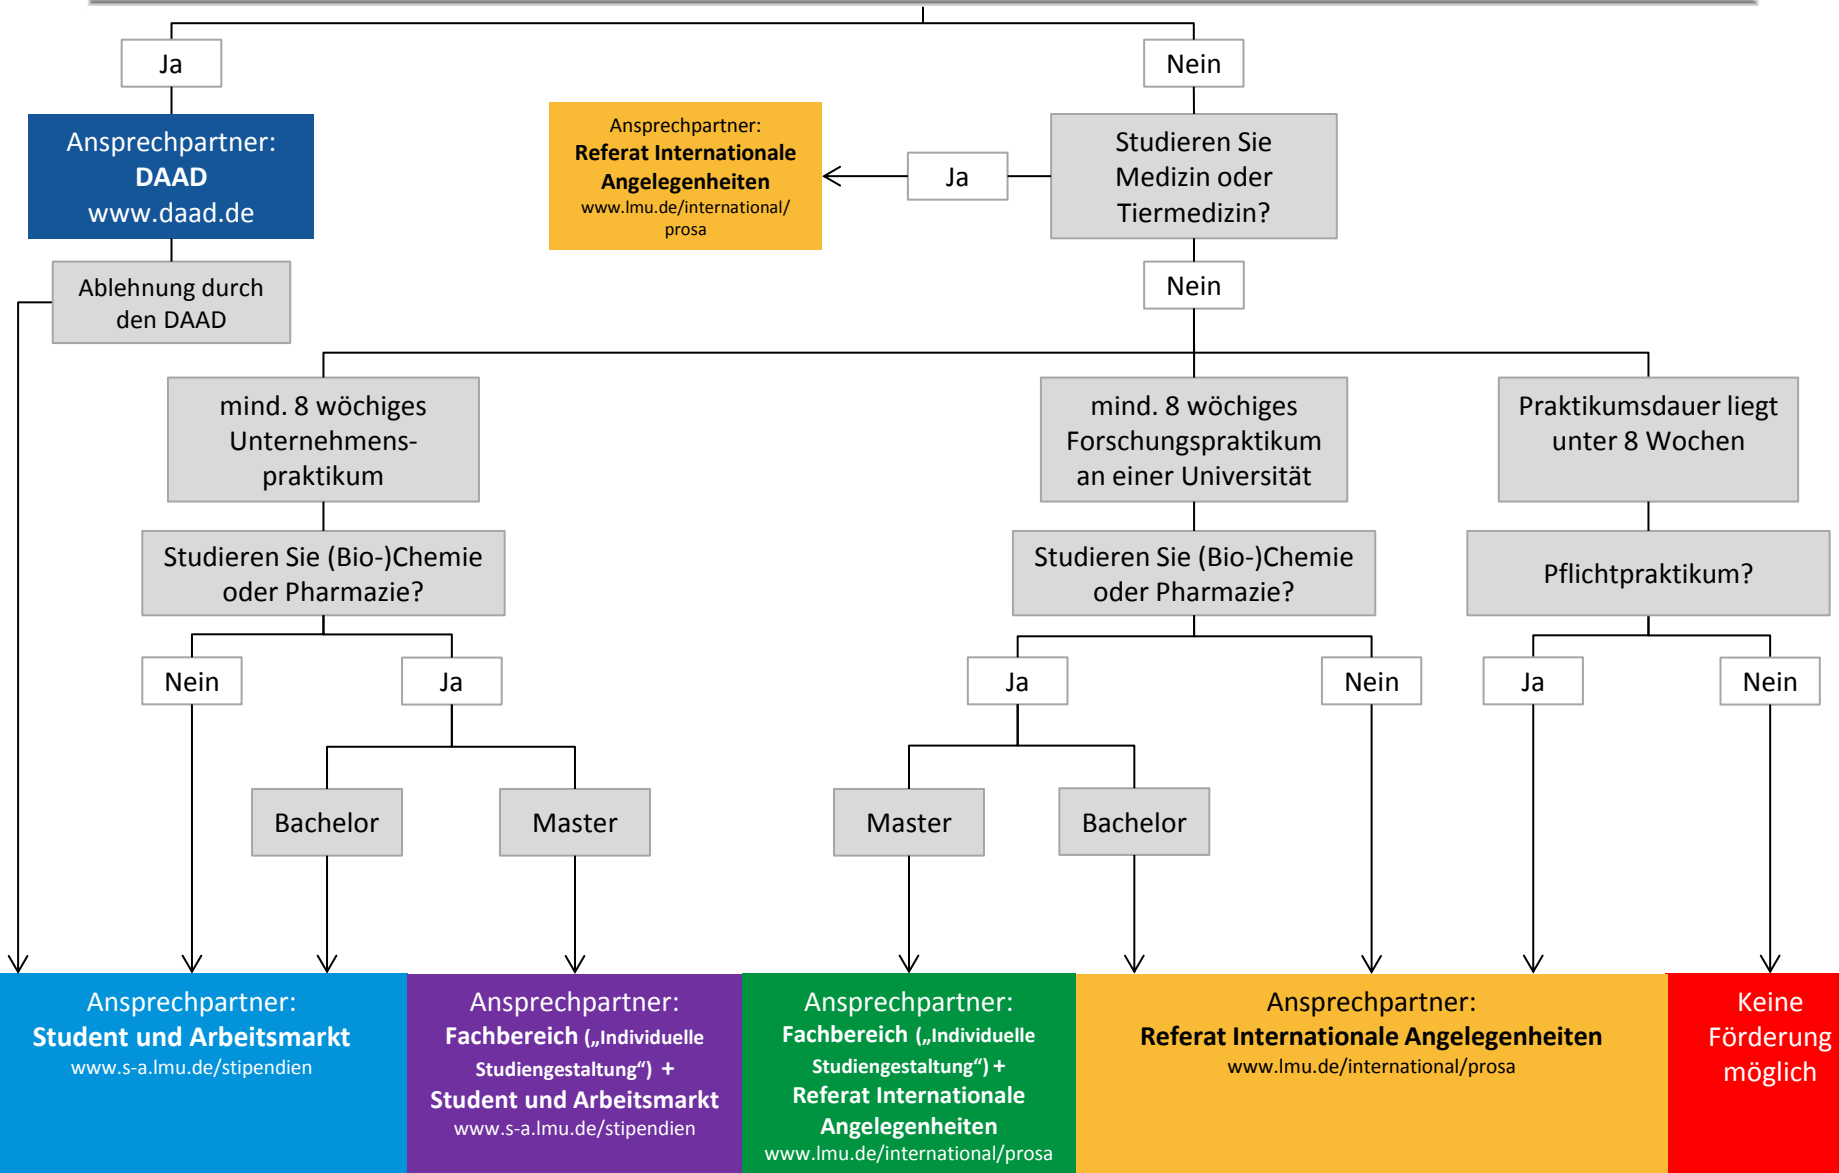 Ja
Nein
Ansprechpartner:
DAAD
www.daad.de
Ansprechpartner:
Referat Internationale
Angelegenheiten
www.lmu.de/international/
prosa
Ja
Studieren Sie
Medizin oder
Tiermedizin?
Ablehnung durch
den DAAD
Nein
mind. 8 wöchiges
Unternehmens-
praktikum
mind. 8 wöchiges
Forschungspraktikum
an einer Universität
Praktikumsdauer liegt
unter 8 Wochen
Studieren Sie (Bio-)Chemie
oder Pharmazie?
Studieren Sie (Bio-)Chemie
oder Pharmazie?
Pflichtpraktikum?
Nein
Ja
Ja
Nein
Ja
Nein
Bachelor
Master
Master
Bachelor
Ansprechpartner:
Student und Arbeitsmarkt
www.s-a.lmu.de/stipendien
Ansprechpartner:
Fachbereich („Individuelle
Studiengestaltung“) +
Student und Arbeitsmarkt
www.s-a.lmu.de/stipendien
Ansprechpartner:
Fachbereich („Individuelle
Studiengestaltung“) +
Referat Internationale
Angelegenheiten
www.lmu.de/international/prosa
Ansprechpartner:
Referat Internationale Angelegenheiten
www.lmu.de/international/prosa
Keine
Förderung
möglich